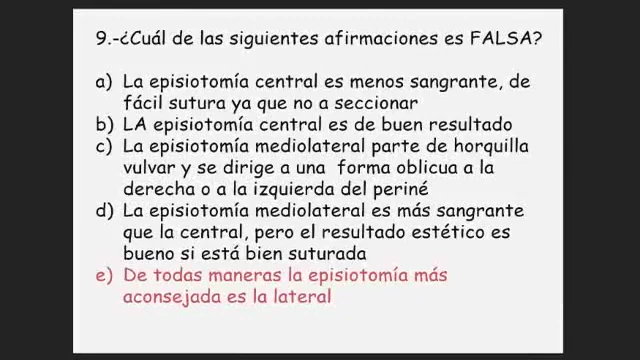 9.-¿Cuál de las siguientes afirmaciones es FALSA?
a) La episiotomía central es menos sangrante, de
fácil sutura ya que no a seccionar
b) LA episiotomía central es de buen resultado
c) La episiotomía mediolateral parte de horquilla
vulvar y se dirige a una forma oblicua a la
derecha o a la izquierda del periné
d) La episiotomía mediolateral es más sangrante
que la central, pero el resultado estético es
bueno si está bien suturada
e) De todas maneras la episiotomía más
aconsejada es la lateral